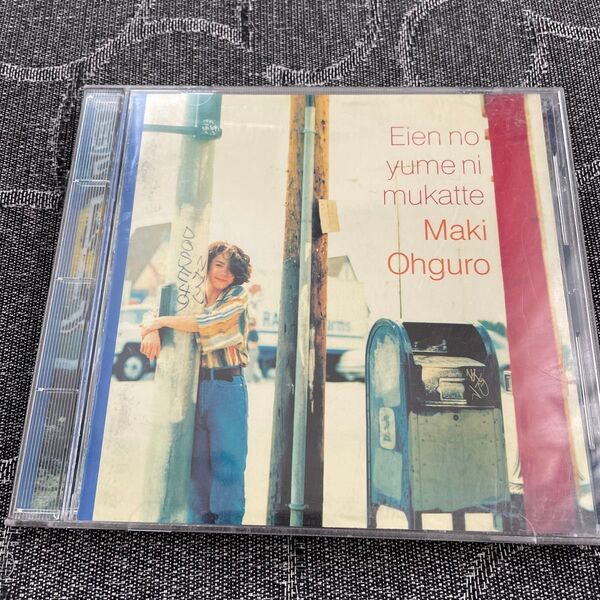 Eien no
yume ni
mukatte
Maki
Ohguro